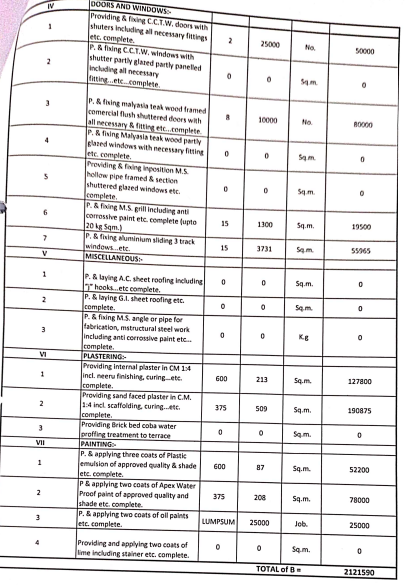 IV DOORS AND WINDOWS:-
1 Providing & fixing C.C.T.W. doors with
shuters including all necessary fittings
etc. complete. 2 25000 No. 50000
2 P. & fixing C.C.T.W. windows with
shutter partly glazed partly panelled
including all necessary
fitting...etc...complete. 0 0 Sq.m. 0
3 P. & fixing malyasia teak wood framed
comercial flush shuttered doors with
all necessary & fitting etc...complete. 8 10000 No. 80000
4 P. & fixing Malyasia teak wood partly
glazed windows with necessary fitting
etc. complete. 0 0 Sq.m. 0
5 Providing & fixing inposition M.S.
hollow pipe framed & section
shuttered glazed windows etc.
complete. 0 0 Sq.m. 0
6 P. & fixing M.S. grill including anti
corrossive paint etc. complete (upto
20 kg Sqm.) 15 1300 Sq.m. 19500
7 P. & fixing aluminium sliding 3 track
windows...etc. 15 3731 Sq.m. 55965
V MISCELLANEOUS:-
1 P. & laying A.C. sheet roofing including
"j" hooks...etc complete 0 0 Sq.m. 0
2 P. & laying G.I. sheet roofing etc.
complete. 0 0 Sq.m. 0
3 P. & fixing M.S. angle or pipe for
fabrication, mstructural steel work
including anti corrosive paint etc...
complete. 0 0 K.g 0
VI PLASTERING:-
1 Providing internal plaster in CM 1:4
incl. neeru finishing, curing...etc.
complete. 600 213 Sq.m. 127800
2 Providing sand faced plaster in C.M.
1:4 incl. scaffolding, curing...etc.
complete. 375 509 Sq.m. 190875
3 Providing Brick bed coba water
proffing treatment to terrace 0 0 Sq.m. 0
VII PAINTING:-
1 P. & applying three coats of Plastic
emulsion of approved quality & shade
etc. complete. 600 87 Sq.m. 52200
2 P & applying two coats of Apex Water
Proof paint of approved quality and
shade etc. complete. 375 208 Sq.m. 78000
3 P. & applying two coats of oil paints
etc. complete. LUMPSUM 25000 Job. 25000
4 Providing and applying two coats of
lime including stainer etc. complete. 0 0 Sq.m. 0
TOTAL of B = 2121590